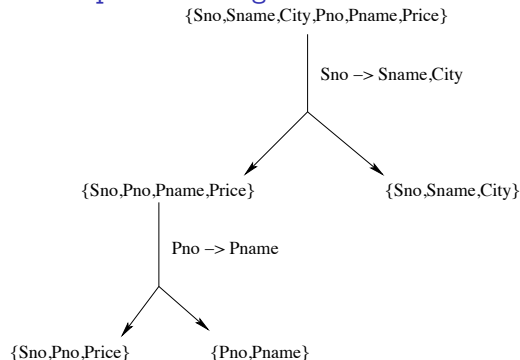 {Sno,Sname,City,Pno,Pname,Price}
Sno −> Sname,City
{Sno,Pno,Pname,Price}
{Sno,Sname,City}
Pno −> Pname
{Sno,Pno,Price}
{Pno,Pname}